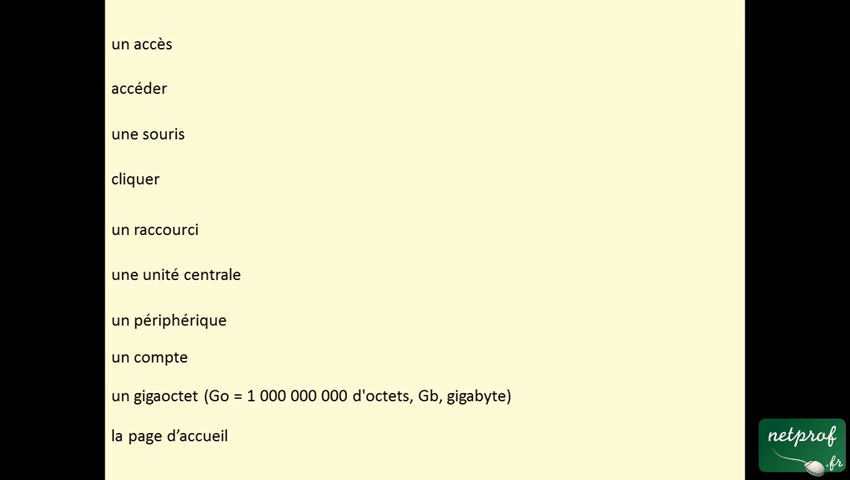 un accès
accéder
une souris
cliquer
un raccourci
une unité centrale
un périphérique
un compte
un gigaoctet (Go = 1 000 000 000 d'octets, Gb, gigabyte)
la page d’accueil
netprof
.fr